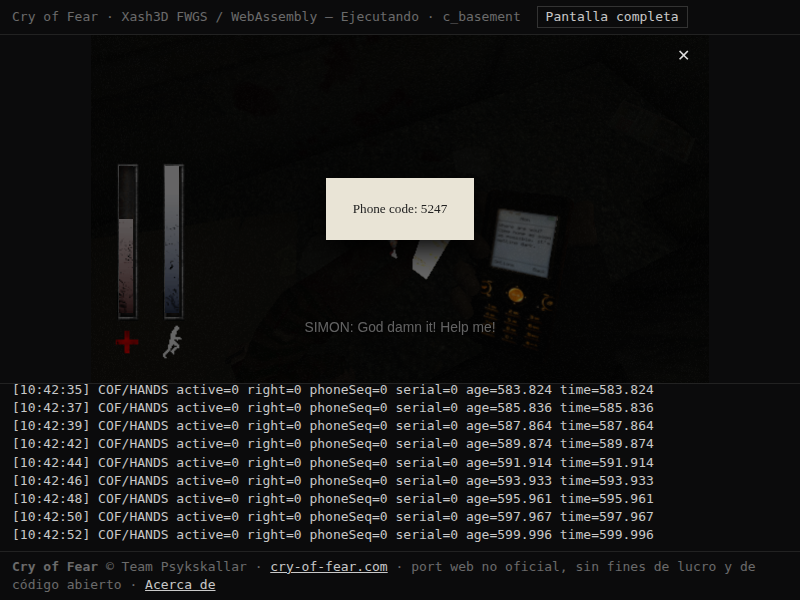 Cry of Fear · Xash3D FWGS / WebAssembly — Ejecutando · c_basement
Pantalla completa
✕
Phone code: 5247
SIMON: God damn it! Help me!
[10:42:35] COF/HANDS active=0 right=0 phoneSeq=0 serial=0 age=583.824 time=583.824
[10:42:37] COF/HANDS active=0 right=0 phoneSeq=0 serial=0 age=585.836 time=585.836
[10:42:39] COF/HANDS active=0 right=0 phoneSeq=0 serial=0 age=587.864 time=587.864
[10:42:42] COF/HANDS active=0 right=0 phoneSeq=0 serial=0 age=589.874 time=589.874
[10:42:44] COF/HANDS active=0 right=0 phoneSeq=0 serial=0 age=591.914 time=591.914
[10:42:46] COF/HANDS active=0 right=0 phoneSeq=0 serial=0 age=593.933 time=593.933
[10:42:48] COF/HANDS active=0 right=0 phoneSeq=0 serial=0 age=595.961 time=595.961
[10:42:50] COF/HANDS active=0 right=0 phoneSeq=0 serial=0 age=597.967 time=597.967
[10:42:52] COF/HANDS active=0 right=0 phoneSeq=0 serial=0 age=599.996 time=599.996
Cry of Fear © Team Psykskallar · cry-of-fear.com · port web no oficial, sin fines de lucro y de
código abierto · Acerca de